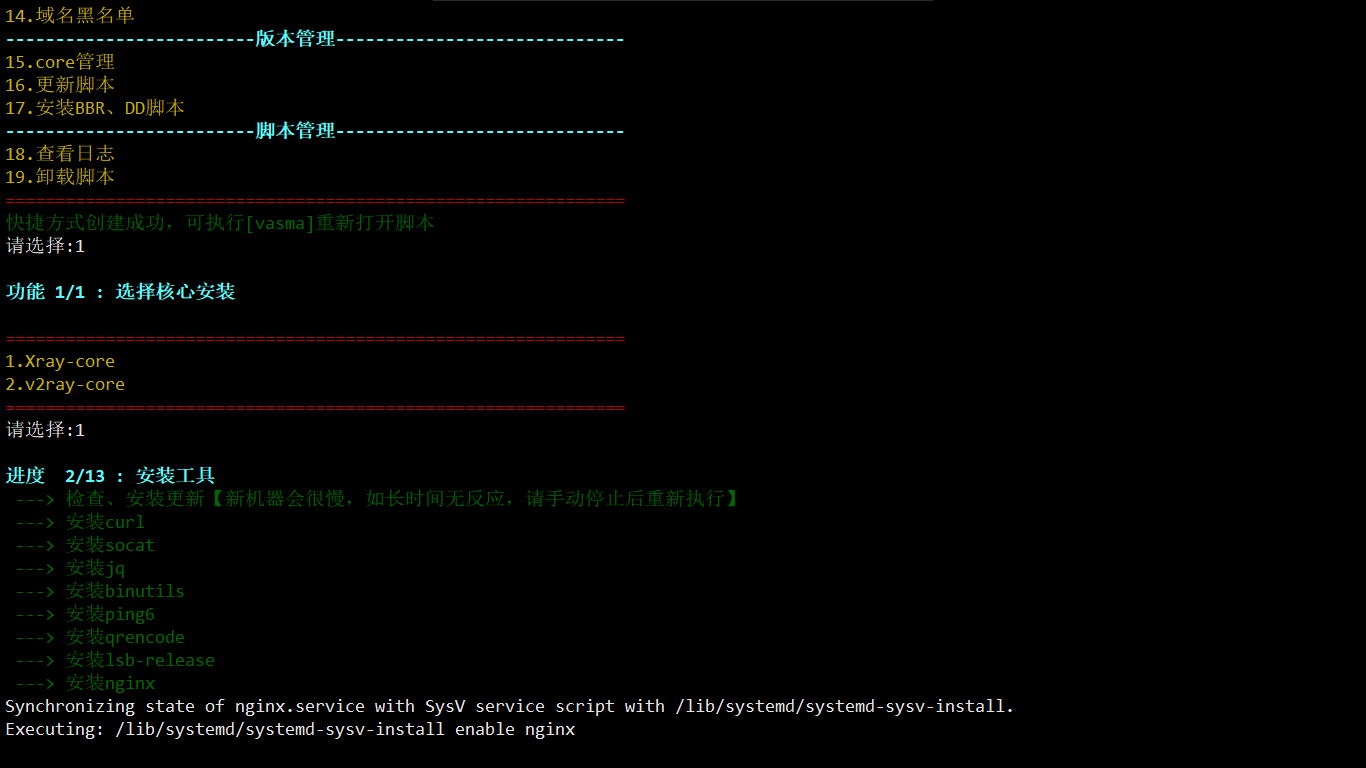 14.域名黑名单
-------------------------版本管理-----------------------------
15.core管理
16.更新脚本
17.安装BBR、DD脚本
-------------------------脚本管理-----------------------------
18.查看日志
19.卸载脚本
==============================================================
快捷方式创建成功，可执行[vasma]重新打开脚本
请选择:1
功能 1/1 : 选择核心安装
==============================================================
1.Xray-core
2.v2ray-core
==============================================================
请选择:1
进度  2/13 : 安装工具
 ---> 检查、安装更新【新机器会很慢，如长时间无反应，请手动停止后重新执行】
 ---> 安装curl
 ---> 安装socat
 ---> 安装jq
 ---> 安装binutils
 ---> 安装ping6
 ---> 安装qrencode
 ---> 安装lsb-release
 ---> 安装nginx
Synchronizing state of nginx.service with SysV service script with /lib/systemd/systemd-sysv-install.
Executing: /lib/systemd/systemd-sysv-install enable nginx